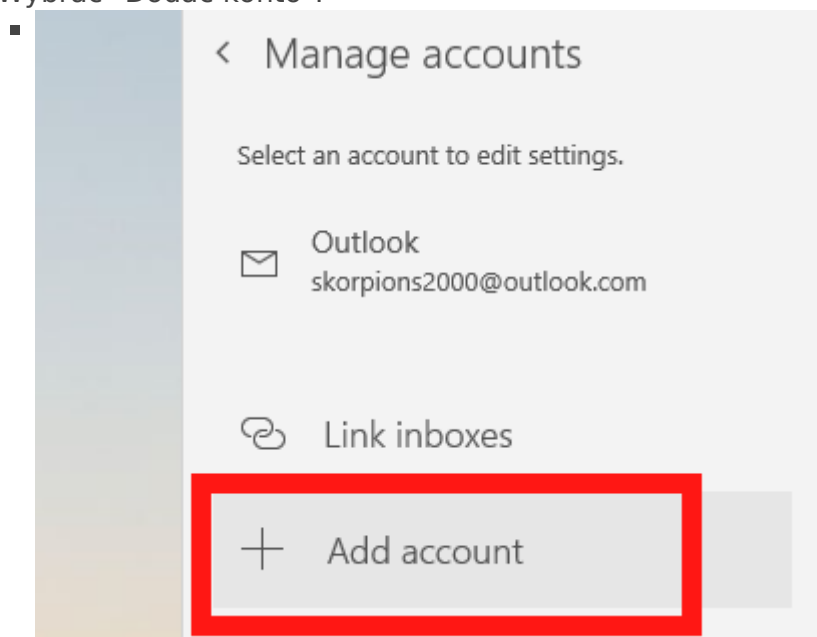 Manage accounts
Select an account to edit settings.
Outlook
skorpions2000@outlook.com
Link inboxes
Add account